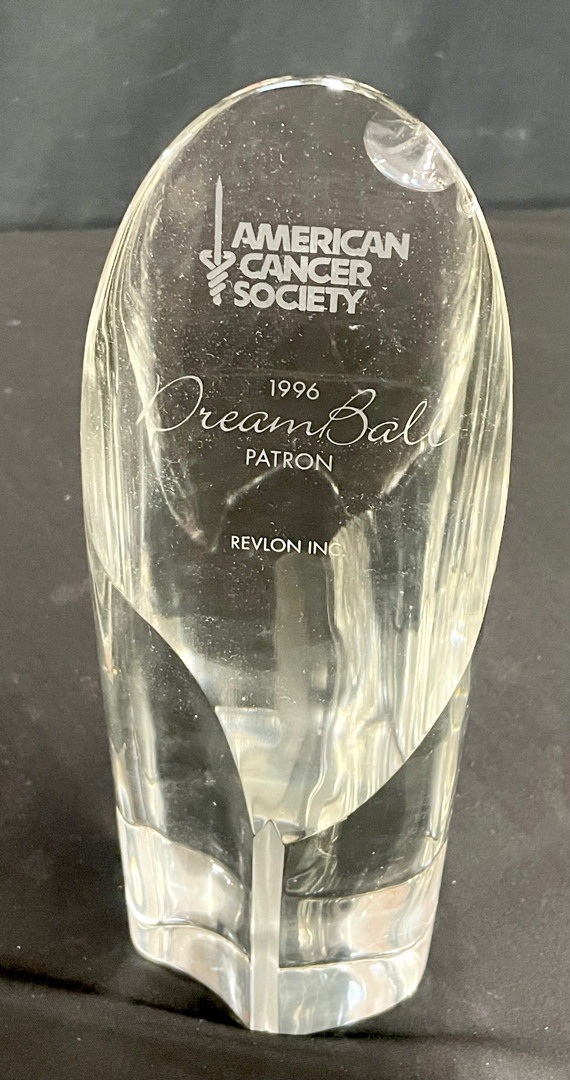 AMERICAN
CANCER
SOCIETY
1996
DreamBall
PATRON
REVLON INC.